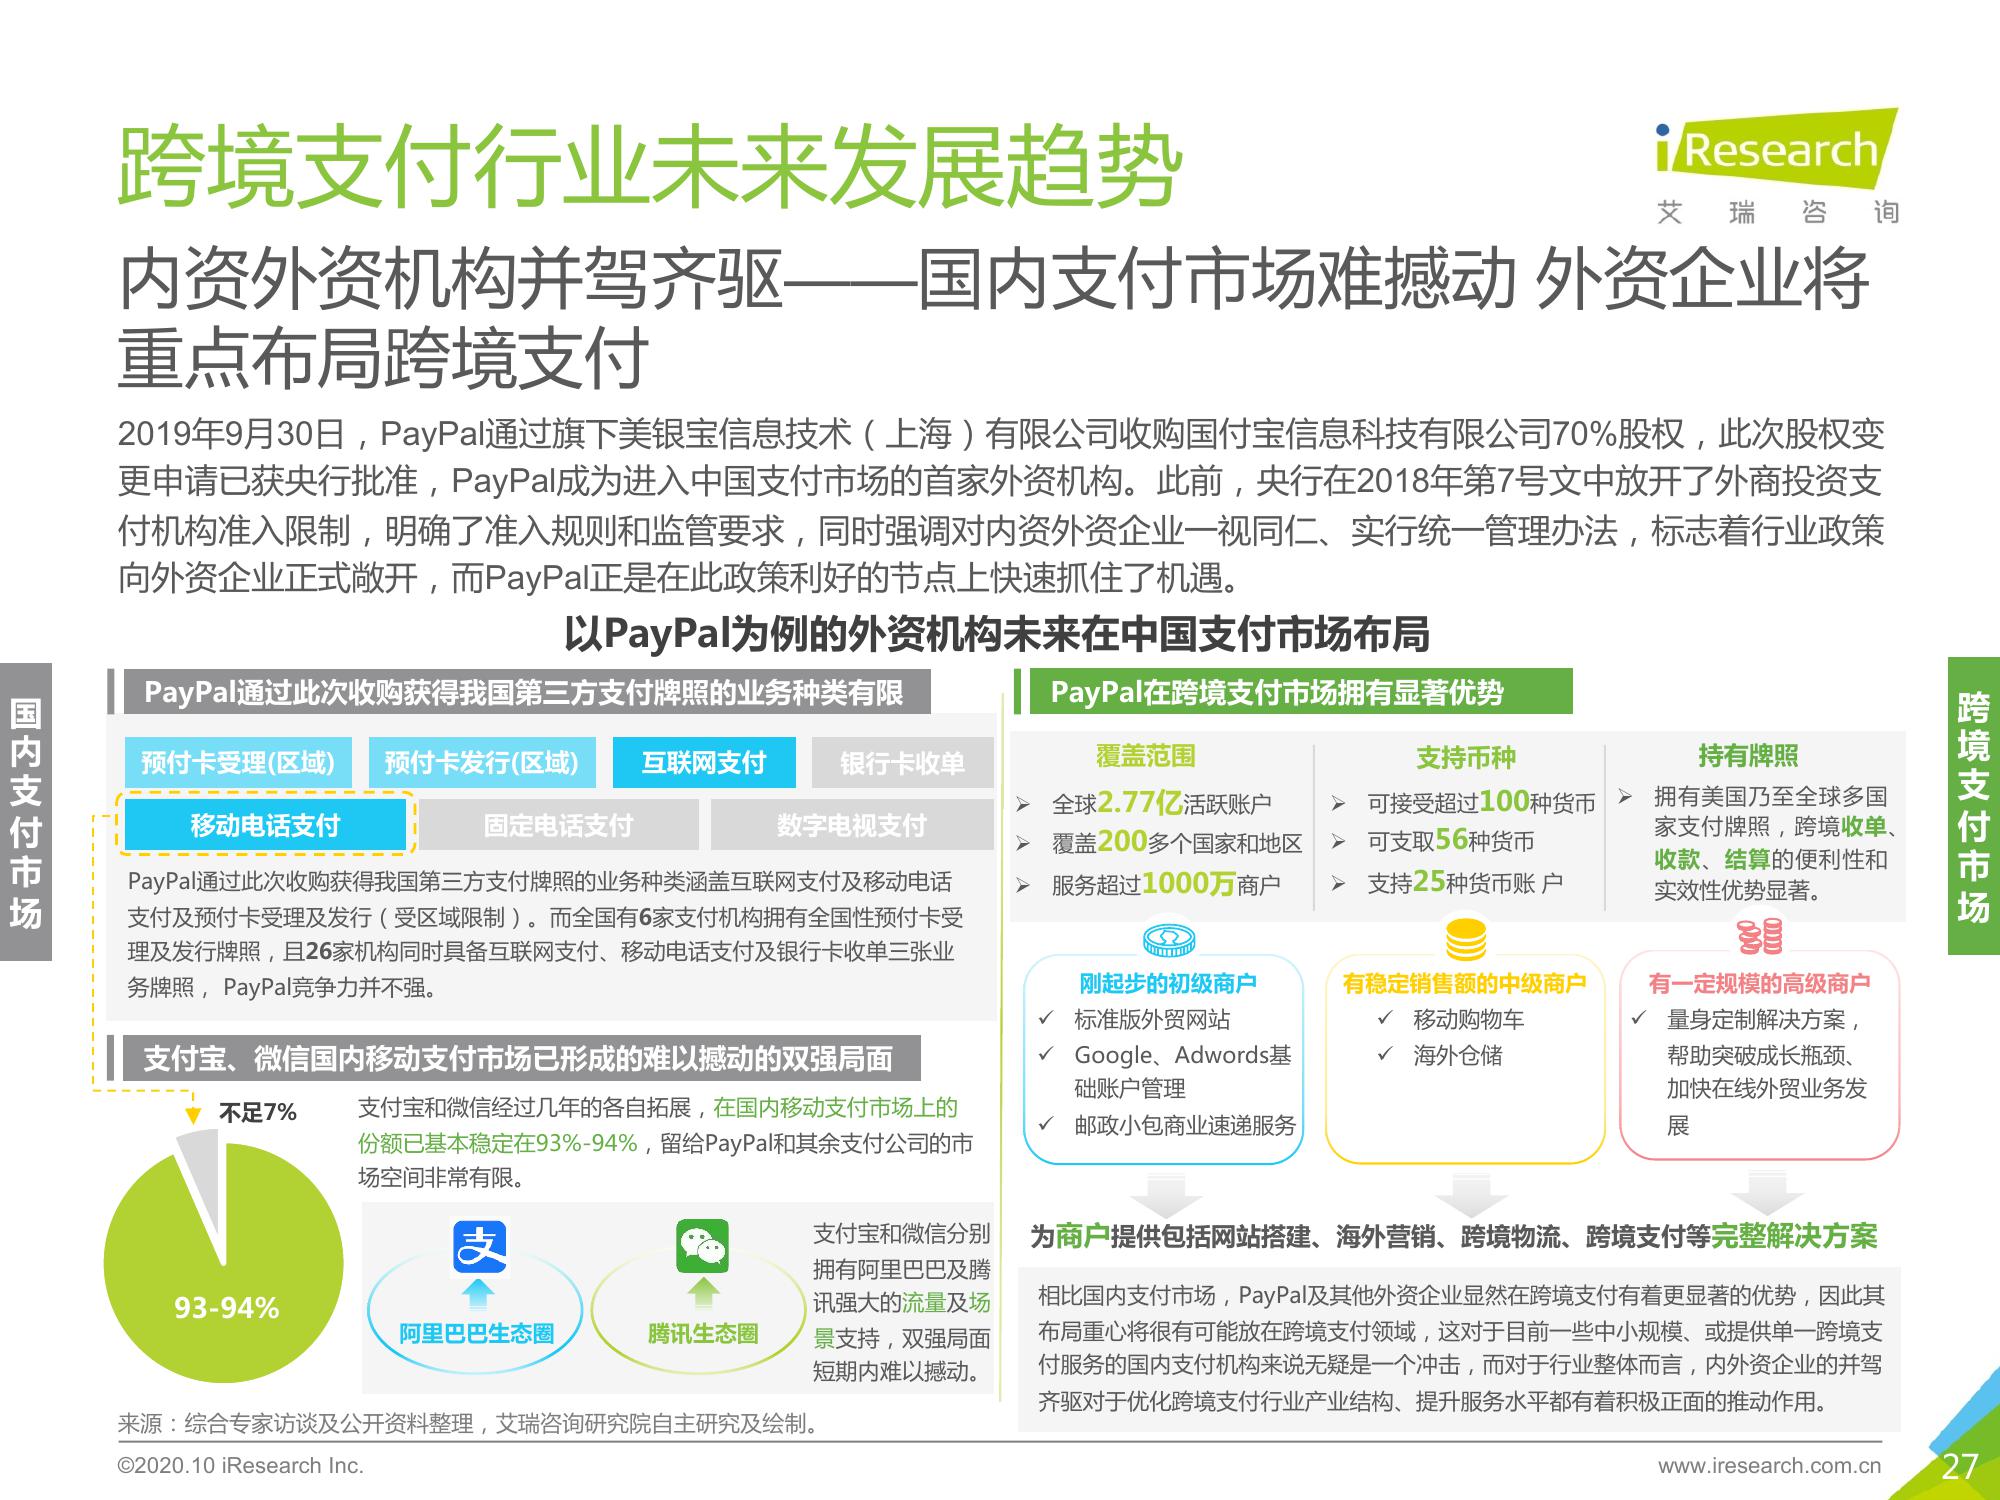 跨境支付行业未来发展趋势
iResearch
艾瑞咨询
内资外资机构并驾齐驱——国内支付市场难撼动 外资企业将
重点布局跨境支付
2019年9月30日，PayPal通过旗下美银宝信息技术（上海）有限公司收购国付宝信息科技有限公司70%股权，此次股权变
更申请已获央行批准，PayPal成为进入中国支付市场的首家外资机构。此前，央行在2018年第7号文中放开了外商投资支
付机构准入限制，明确了准入规则和监管要求，同时强调对内资外资企业一视同仁、实行统一管理办法，标志着行业政策
向外资企业正式敞开，而PayPal正是在此政策利好的节点上快速抓住了机遇。
以PayPal为例的外资机构未来在中国支付市场布局
国内支付市场
PayPal通过此次收购获得我国第三方支付牌照的业务种类有限
预付卡受理(区域)
预付卡发行(区域)
互联网支付
银行卡收单
移动电话支付
固定电话支付
数字电视支付
PayPal通过此次收购获得我国第三方支付牌照的业务种类涵盖互联网支付及移动电话
支付及预付卡受理及发行（受区域限制）。而全国有6家支付机构拥有全国性预付卡受
理及发行牌照，且26家机构同时具备互联网支付、移动电话支付及银行卡收单三张业
务牌照， PayPal竞争力并不强。
支付宝、微信国内移动支付市场已形成的难以撼动的双强局面
不足7%
93-94%
支付宝和微信经过几年的各自拓展，在国内移动支付市场上的
份额已基本稳定在93%-94%，留给PayPal和其余支付公司的市
场空间非常有限。
支
阿里巴巴生态圈
腾讯生态圈
支付宝和微信分别
拥有阿里巴巴及腾
讯强大的流量及场
景支持，双强局面
短期内难以撼动。
跨境支付市场
PayPal在跨境支付市场拥有显著优势
覆盖范围
➢ 全球2.77亿活跃账户
➢ 覆盖200多个国家和地区
➢ 服务超过1000万商户
支持币种
➢ 可接受超过100种货币
➢ 可支取56种货币
➢ 支持25种货币账 户
持有牌照
➢ 拥有美国乃至全球多国
家支付牌照，跨境收单、
收款、结算的便利性和
实效性优势显著。
刚起步的初级商户
✓ 标准版外贸网站
✓ Google、Adwords基
础账户管理
✓ 邮政小包商业速递服务
有稳定销售额的中级商户
✓ 移动购物车
✓ 海外仓储
有一定规模的高级商户
✓ 量身定制解决方案，
帮助突破成长瓶颈、
加快在线外贸业务发
展
为商户提供包括网站搭建、海外营销、跨境物流、跨境支付等完整解决方案
相比国内支付市场，PayPal及其他外资企业显然在跨境支付有着更显著的优势，因此其
布局重心将很有可能放在跨境支付领域，这对于目前一些中小规模、或提供单一跨境支
付服务的国内支付机构来说无疑是一个冲击，而对于行业整体而言，内外资企业的并驾
齐驱对于优化跨境支付行业产业结构、提升服务水平都有着积极正面的推动作用。
来源：综合专家访谈及公开资料整理，艾瑞咨询研究院自主研究及绘制。
©2020.10 iResearch Inc.
www.iresearch.com.cn
27